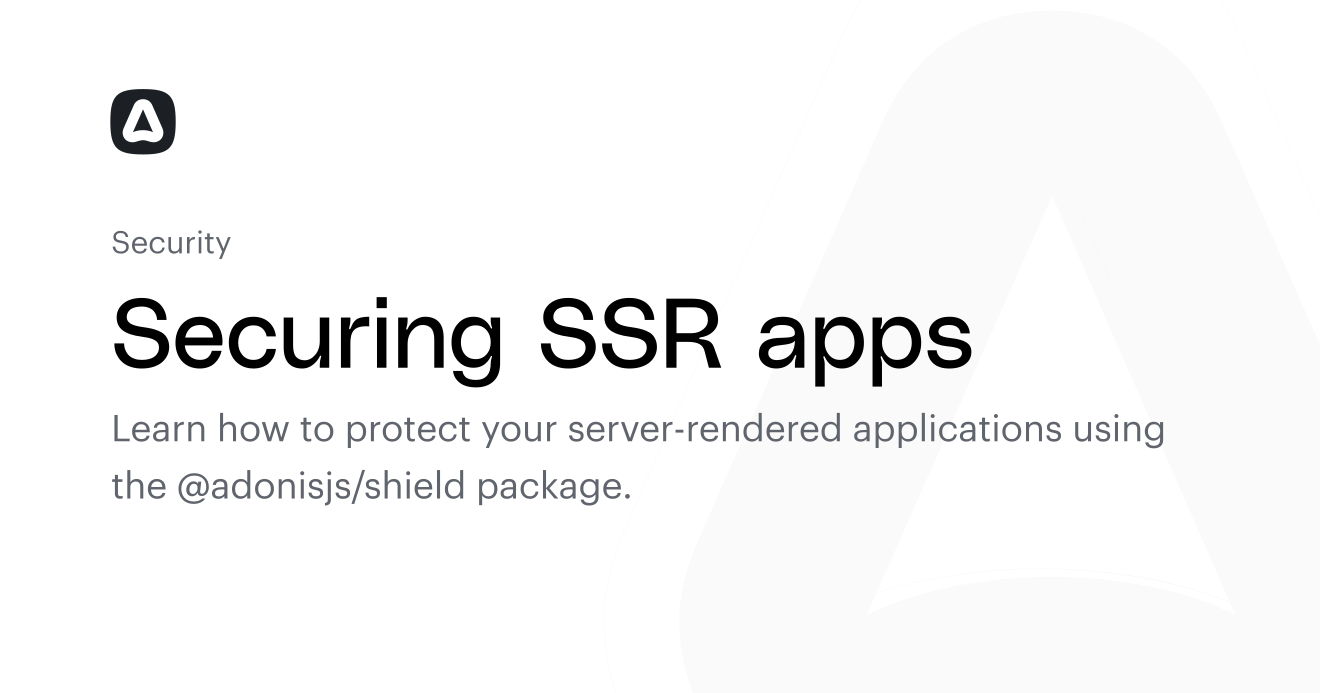 Security
Securing SSR apps
Learn how to protect your server-rendered applications using
the @adonisjs/shield package.